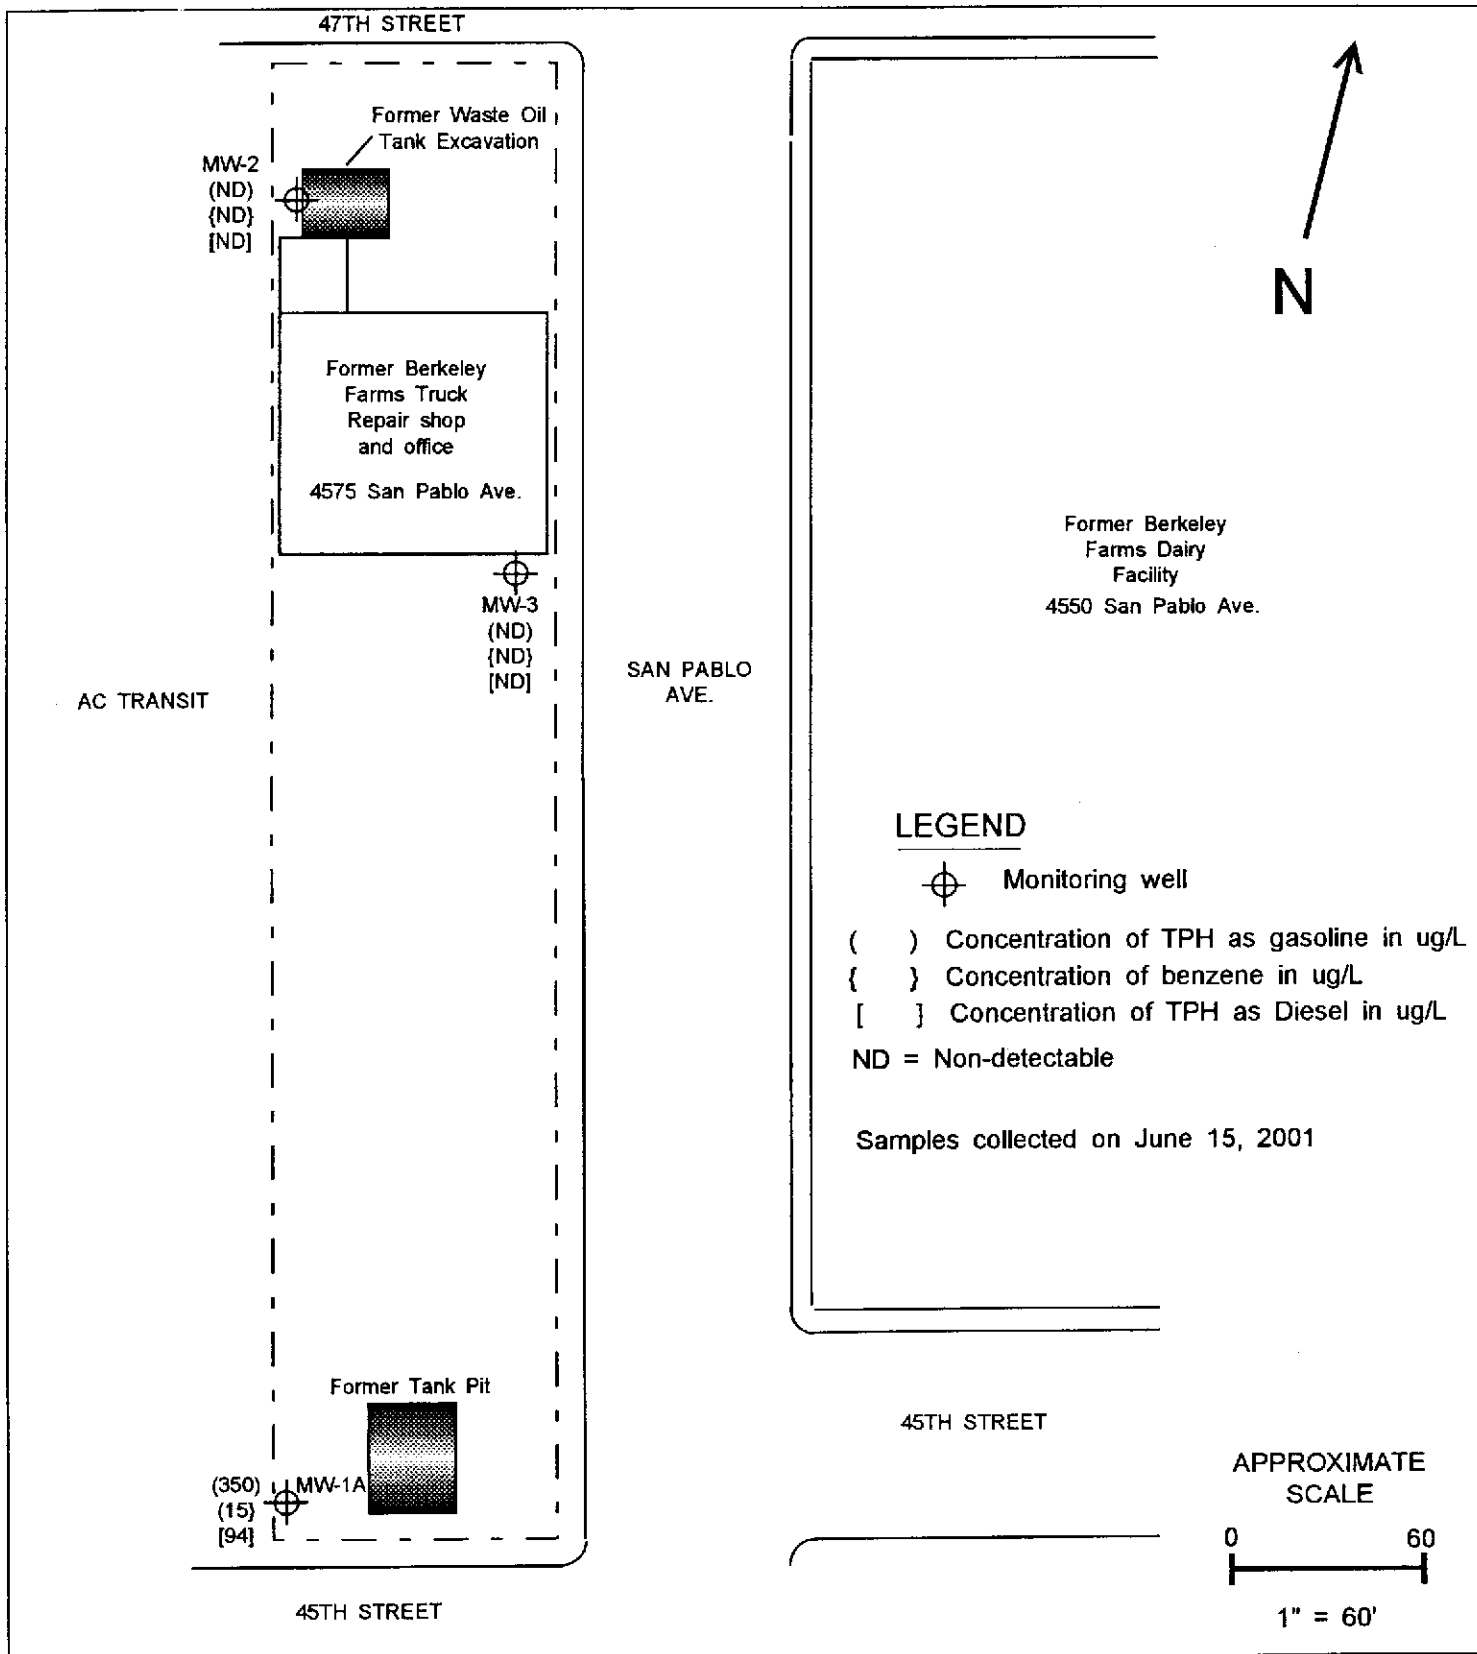 47TH STREET
Former Waste Oil
Tank Excavation
MW-2
(ND)
{ND}
[ND]
N
Former Berkeley
Farms Truck
Repair shop
and office
4575 San Pablo Ave.
Former Berkeley
Farms Dairy
Facility
4550 San Pablo Ave.
MW-3
(ND)
{ND}
[ND]
SAN PABLO
AVE.
AC TRANSIT
LEGEND
Monitoring well
( ) Concentration of TPH as gasoline in ug/L
{ } Concentration of benzene in ug/L
[ ] Concentration of TPH as Diesel in ug/L
ND = Non-detectable
Samples collected on June 15, 2001
Former Tank Pit
45TH STREET
(350)
(15}
[94]
MW-1A
APPROXIMATE
SCALE
0 60
1" = 60'
45TH STREET